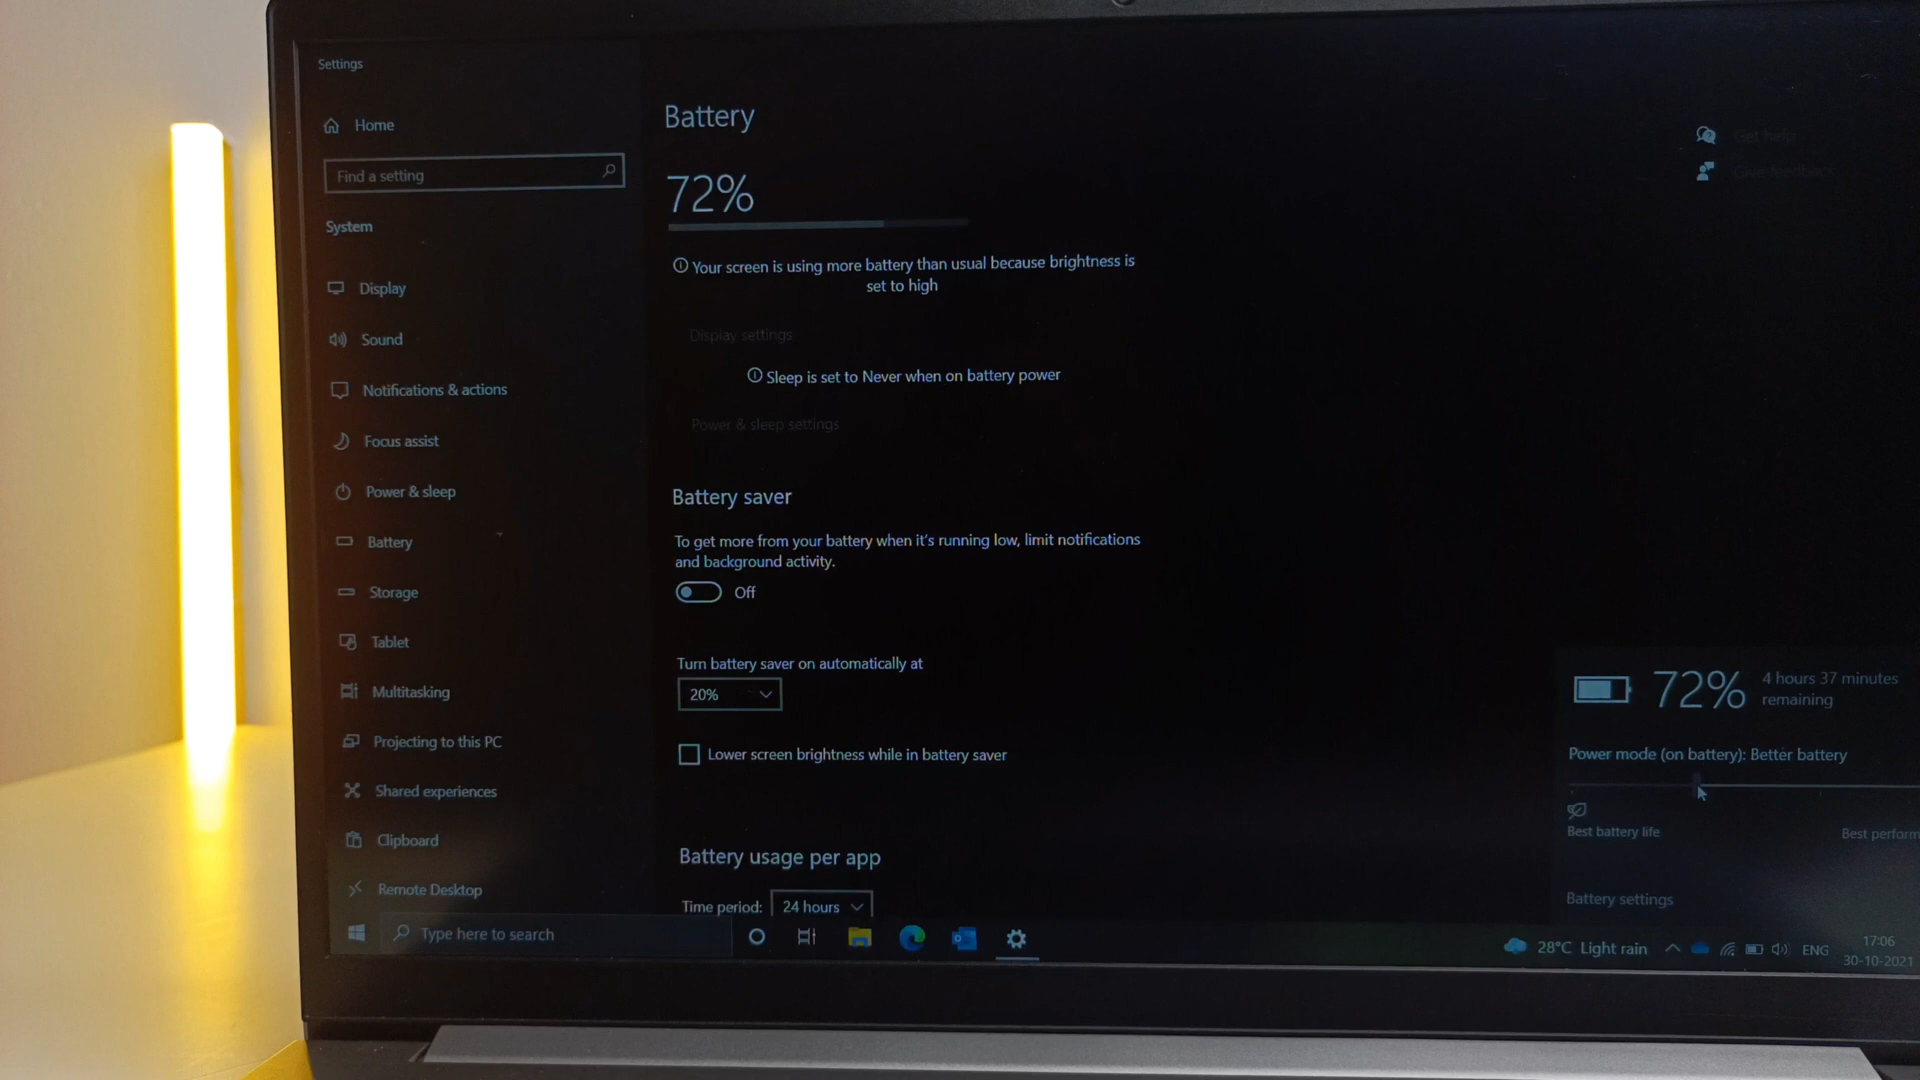 Settings
Home
Find a setting
System
Display
Sound
Notifications & actions
Focus assist
Power & sleep
Battery
Storage
Tablet
Multitasking
Projecting to this PC
Shared experiences
Clipboard
Remote Desktop
Battery
72%
Your screen is using more battery than usual because brightness is
set to high
Display settings
Sleep is set to Never when on battery power
Power & sleep settings
Battery saver
To get more from your battery when it's running low, limit notifications
and background activity.
Off
Turn battery saver on automatically at
20%
Lower screen brightness while in battery saver
Battery usage per app
Time period: 24 hours
Get help
Give feedback
72% 4 hours 37 minutes
remaining
Power mode (on battery): Better battery
Best battery life Best perform
Battery settings
Type here to search
28°C Light rain
ENG
17:06
30-10-2021